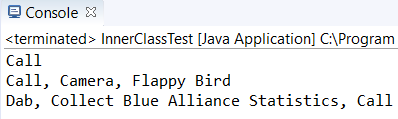 Console
<terminated> InnerClassTest [Java Application] C:\Program
Call
Call, Camera, Flappy Bird
Dab, Collect Blue Alliance Statistics, Call